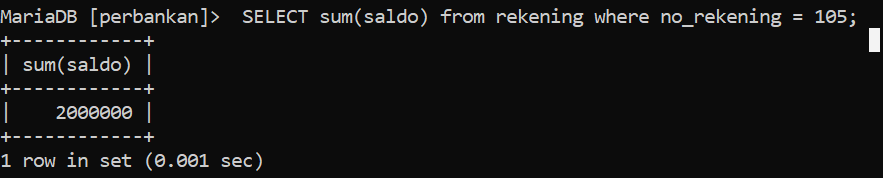 MariaDB [perbankan]>  SELECT sum(saldo) from rekening where no_rekening = 105;
+------------+
| sum(saldo) |
+------------+
|    2000000 |
+------------+
1 row in set (0.001 sec)